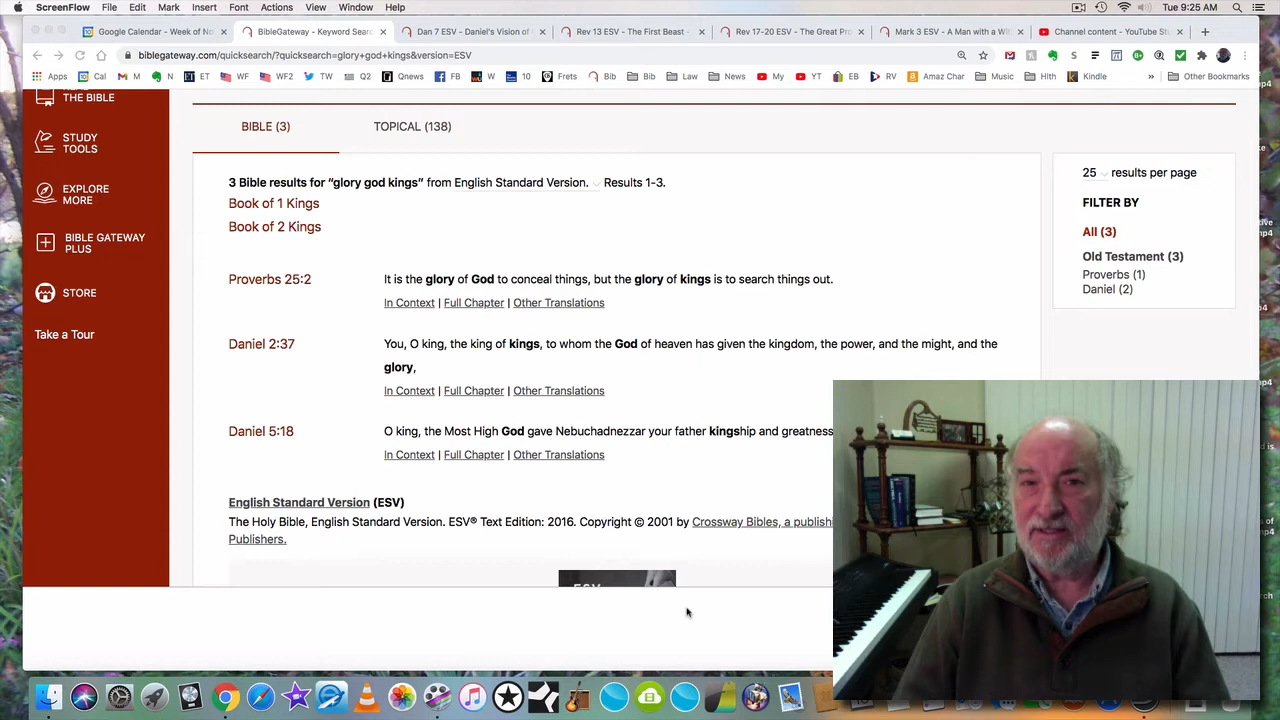 ScreenFlow File Edit Mark Insert Font Actions View Window Help Tue 9:25 AM
Google Calendar - Week of No BibleGateway - Keyword Searc Dan 7 ESV - Daniel's Vision of Rev 13 ESV - The First Beast - Rev 17-20 ESV - The Great Pro Mark 3 ESV - A Man with a Wi Channel content - YouTube Stu
biblegateway.com/quicksearch/?quicksearch=glory+god+kings&version=ESV
Apps Cal M N ET WF WF2 TW Q2 Qnews FB 10 Frets Bib Bib Law News My YT EB RV Amaz Char Music Hlth Kindle » Other Bookmarks
THE BIBLE
STUDY
TOOLS
EXPLORE
MORE
BIBLE GATEWAY
PLUS
STORE
Take a Tour
BIBLE (3) TOPICAL (138)
3 Bible results for “glory god kings” from English Standard Version. Results 1-3.
Book of 1 Kings
Book of 2 Kings
Proverbs 25:2 It is the glory of God to conceal things, but the glory of kings is to search things out.
In Context | Full Chapter | Other Translations
Daniel 2:37 You, O king, the king of kings, to whom the God of heaven has given the kingdom, the power, and the might, and the
glory,
In Context | Full Chapter | Other Translations
Daniel 5:18 O king, the Most High God gave Nebuchadnezzar your father kingship and greatness
In Context | Full Chapter | Other Translations
English Standard Version (ESV)
The Holy Bible, English Standard Version. ESV® Text Edition: 2016. Copyright © 2001 by Crossway Bibles, a publishi
Publishers.
ESV
25 results per page
FILTER BY
All (3)
Old Testament (3)
Proverbs (1)
Daniel (2)